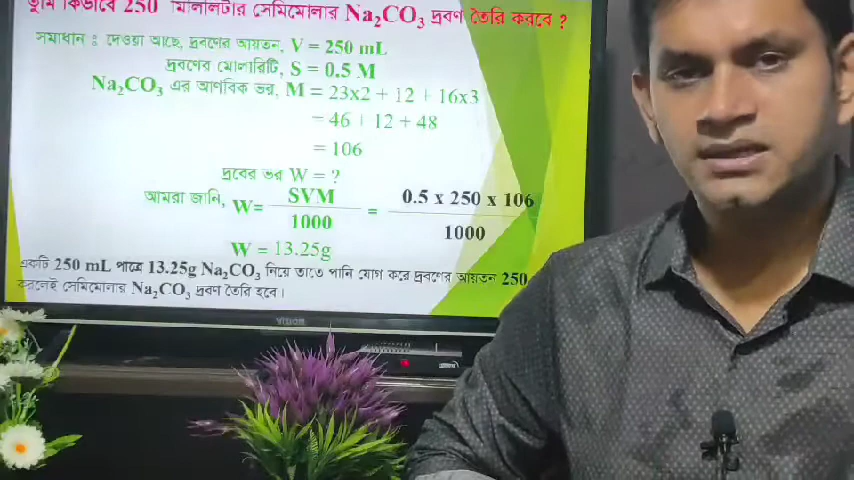 তুমি কিভাবে 250 মিলিলিটার সেমিমোলার Na₂CO₃ দ্রবণ তৈরি করবে ?
সমাধান : দেওয়া আছে, দ্রবণের আয়তন, V = 250 mL
দ্রবণের মোলারিটি, S = 0.5 M
Na₂CO₃ এর আণবিক ভর, M = 23x2 + 12 + 16x3
= 46 + 12 + 48
= 106
দ্রবের ভর W = ?
আমরা জানি, W= SVM / 1000 = 0.5 x 250 x 106 / 1000
W = 13.25g
একটি 250 mL পাত্রে 13.25g Na₂CO₃ নিয়ে তাতে পানি যোগ করে দ্রবণের আয়তন 250
করলেই সেমিমোলার Na₂CO₃ দ্রবণ তৈরি হবে।
VISION